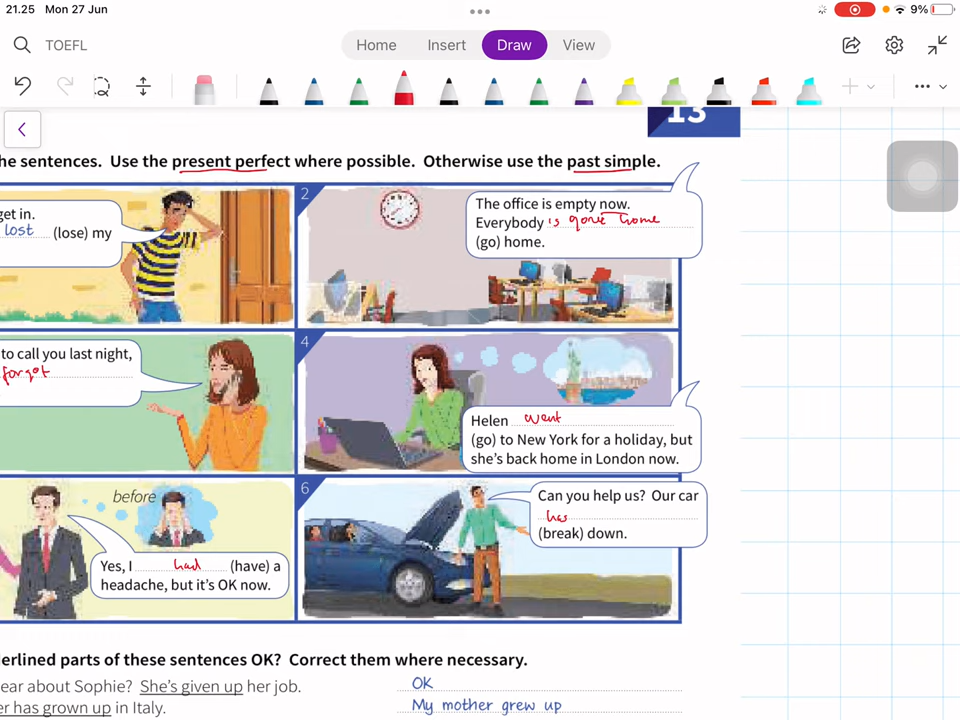 21.25 Mon 27 Jun
9%
TOEFL
Home Insert Draw View
13
he sentences. Use the present perfect where possible. Otherwise use the past simple.
get in.
lost (lose) my
2
The office is empty now.
Everybody is gone home
(go) home.
to call you last night,
forgot
4
Helen went
(go) to New York for a holiday, but
she's back home in London now.
before
Yes, I had (have) a
headache, but it's OK now.
6
Can you help us? Our car
has
(break) down.
erlined parts of these sentences OK? Correct them where necessary.
ear about Sophie? She's given up her job.
OK
er has grown up in Italy.
My mother grew up